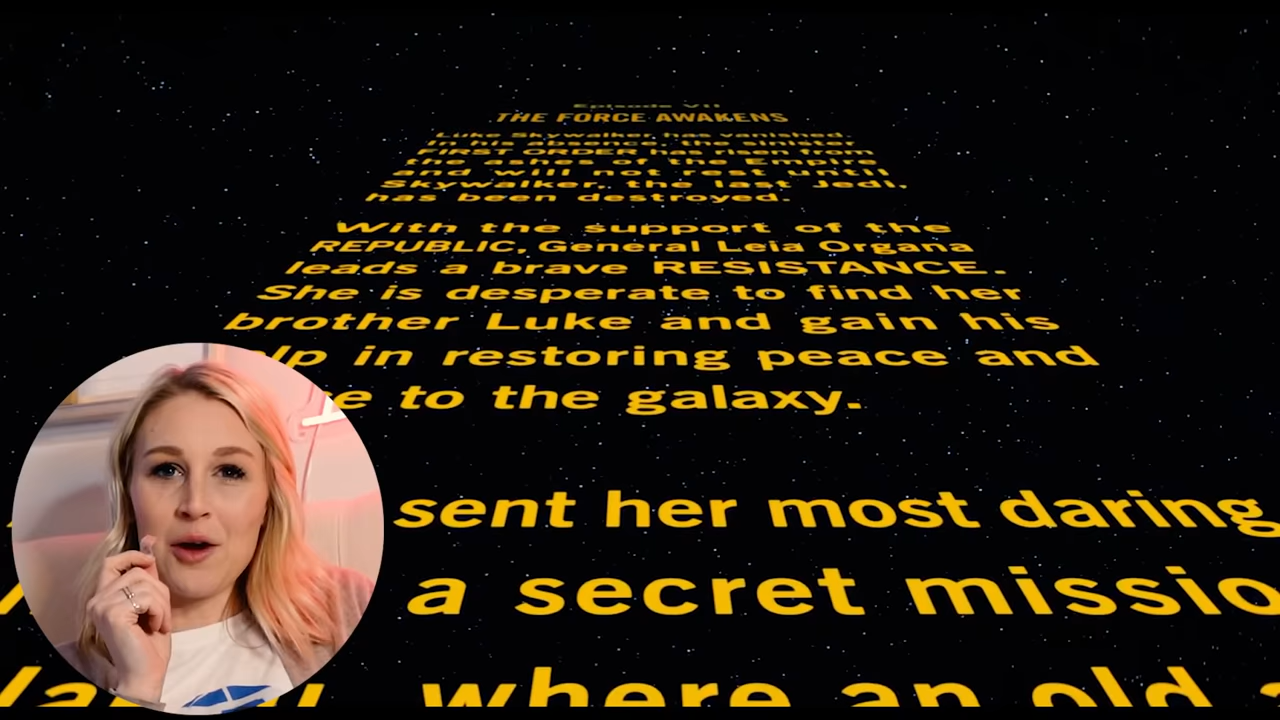 Episode VII
THE FORCE AWAKENS
Luke Skywalker has vanished.
In his absence, the sinister
FIRST ORDER has risen from
the ashes of the Empire
and will not rest until
Skywalker, the last Jedi,
has been destroyed.
With the support of the
REPUBLIC, General Leia Organa
leads a brave RESISTANCE.
She is desperate to find her
brother Luke and gain his
lp in restoring peace and
e to the galaxy.
sent her most daring
a secret missio
where an old a